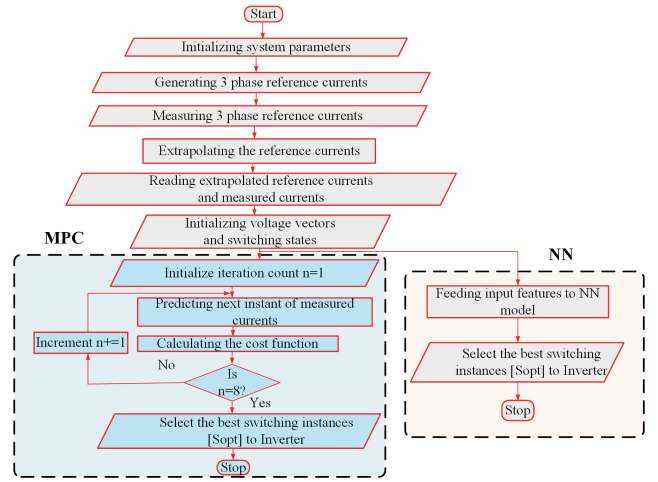 Start
Initializing system parameters
Generating 3 phase reference currents
Measuring 3 phase reference currents
Extrapolating the reference currents
Reading extrapolated reference currents
and measured currents
Initializing voltage vectors
and switching states
MPC
Initialize iteration count n=1
Predicting next instant of measured
currents
Increment n+=1
Calculating the cost function
No
Is
n=8?
Yes
Select the best switching instances
[Sopt] to Inverter
Stop
NN
Feeding input features to NN
model
Select the best switching
instances [Sopt] to Inverter
Stop